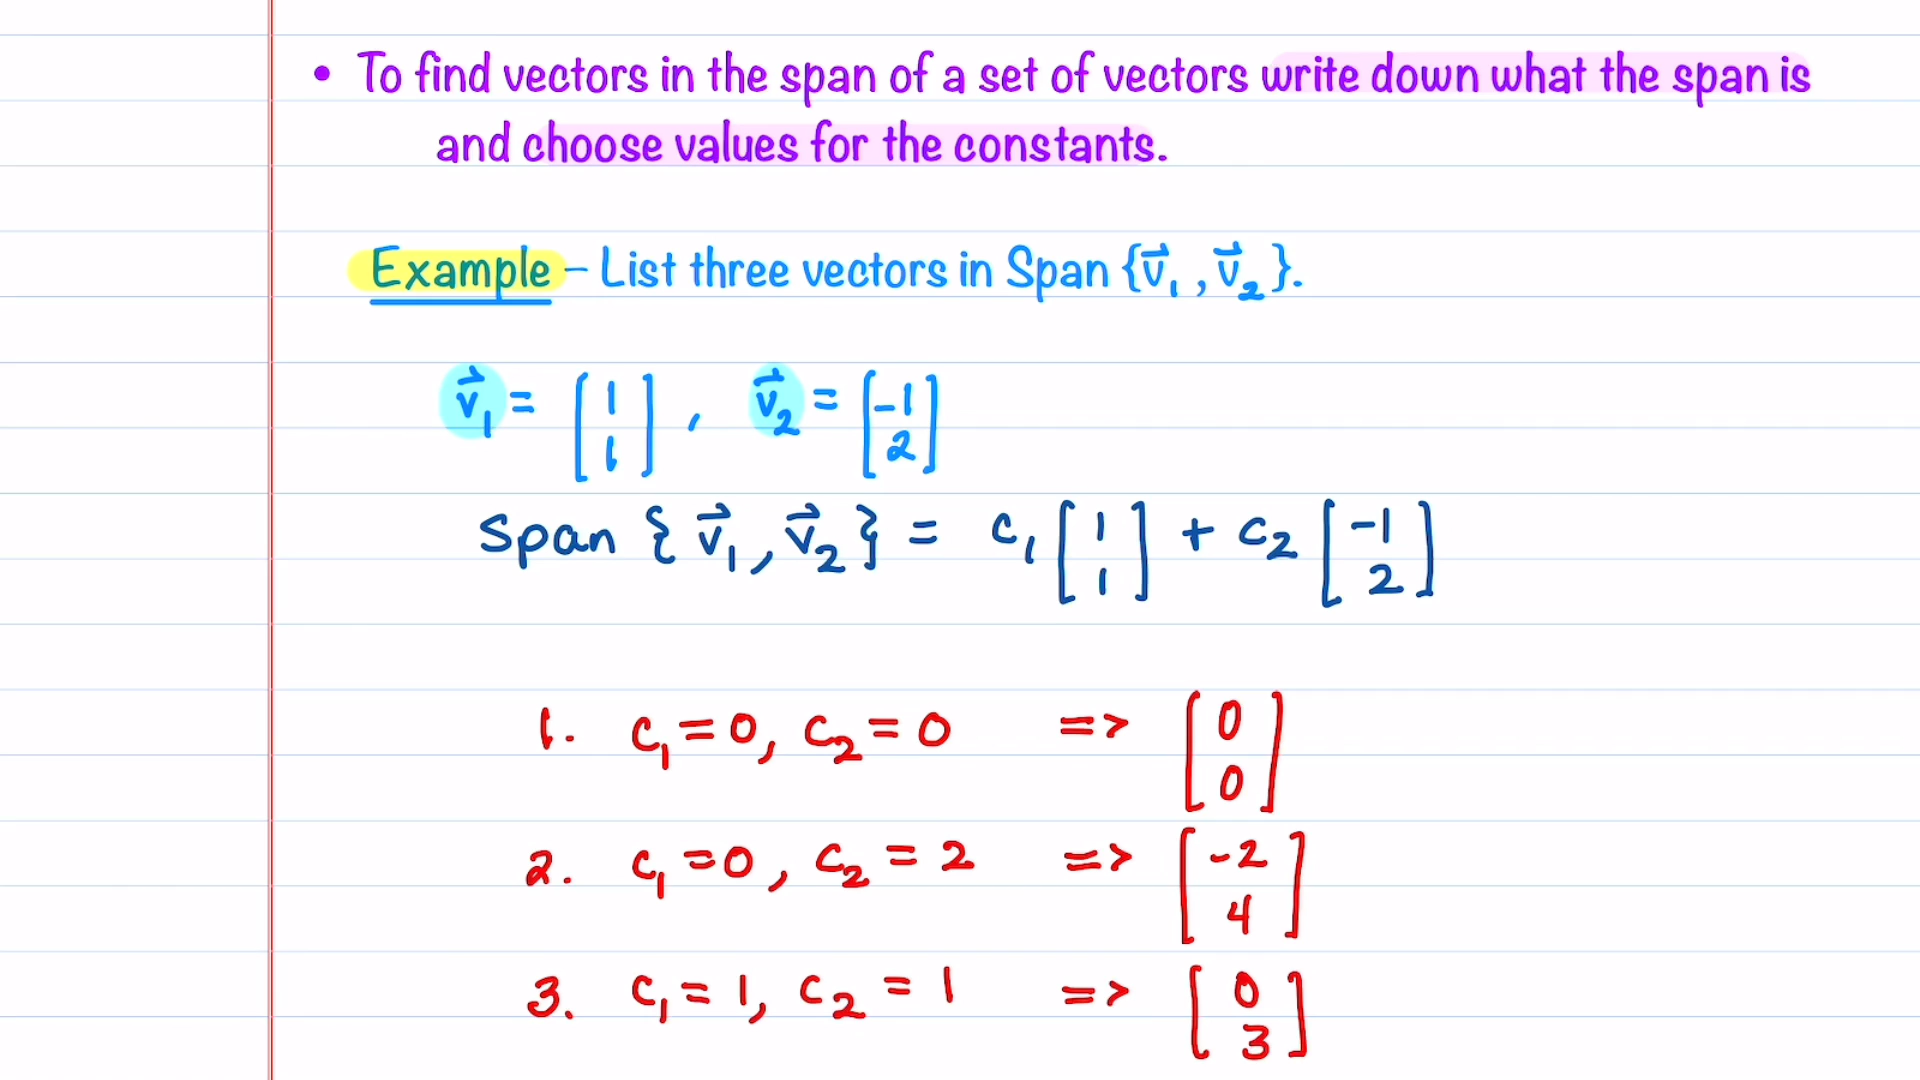 • To find vectors in the span of a set of vectors write down what the span is
and choose values for the constants.
Example – List three vectors in Span {v⃗₁, v⃗₂}.
v⃗₁ = [1 1], v⃗₂ = [-1 2]
Span {v⃗₁, v⃗₂} = c₁ [1 1] + c₂ [-1 2]
1. c₁ = 0, c₂ = 0 => [0 0]
2. c₁ = 0, c₂ = 2 => [-2 4]
3. c₁ = 1, c₂ = 1 => [0 3]